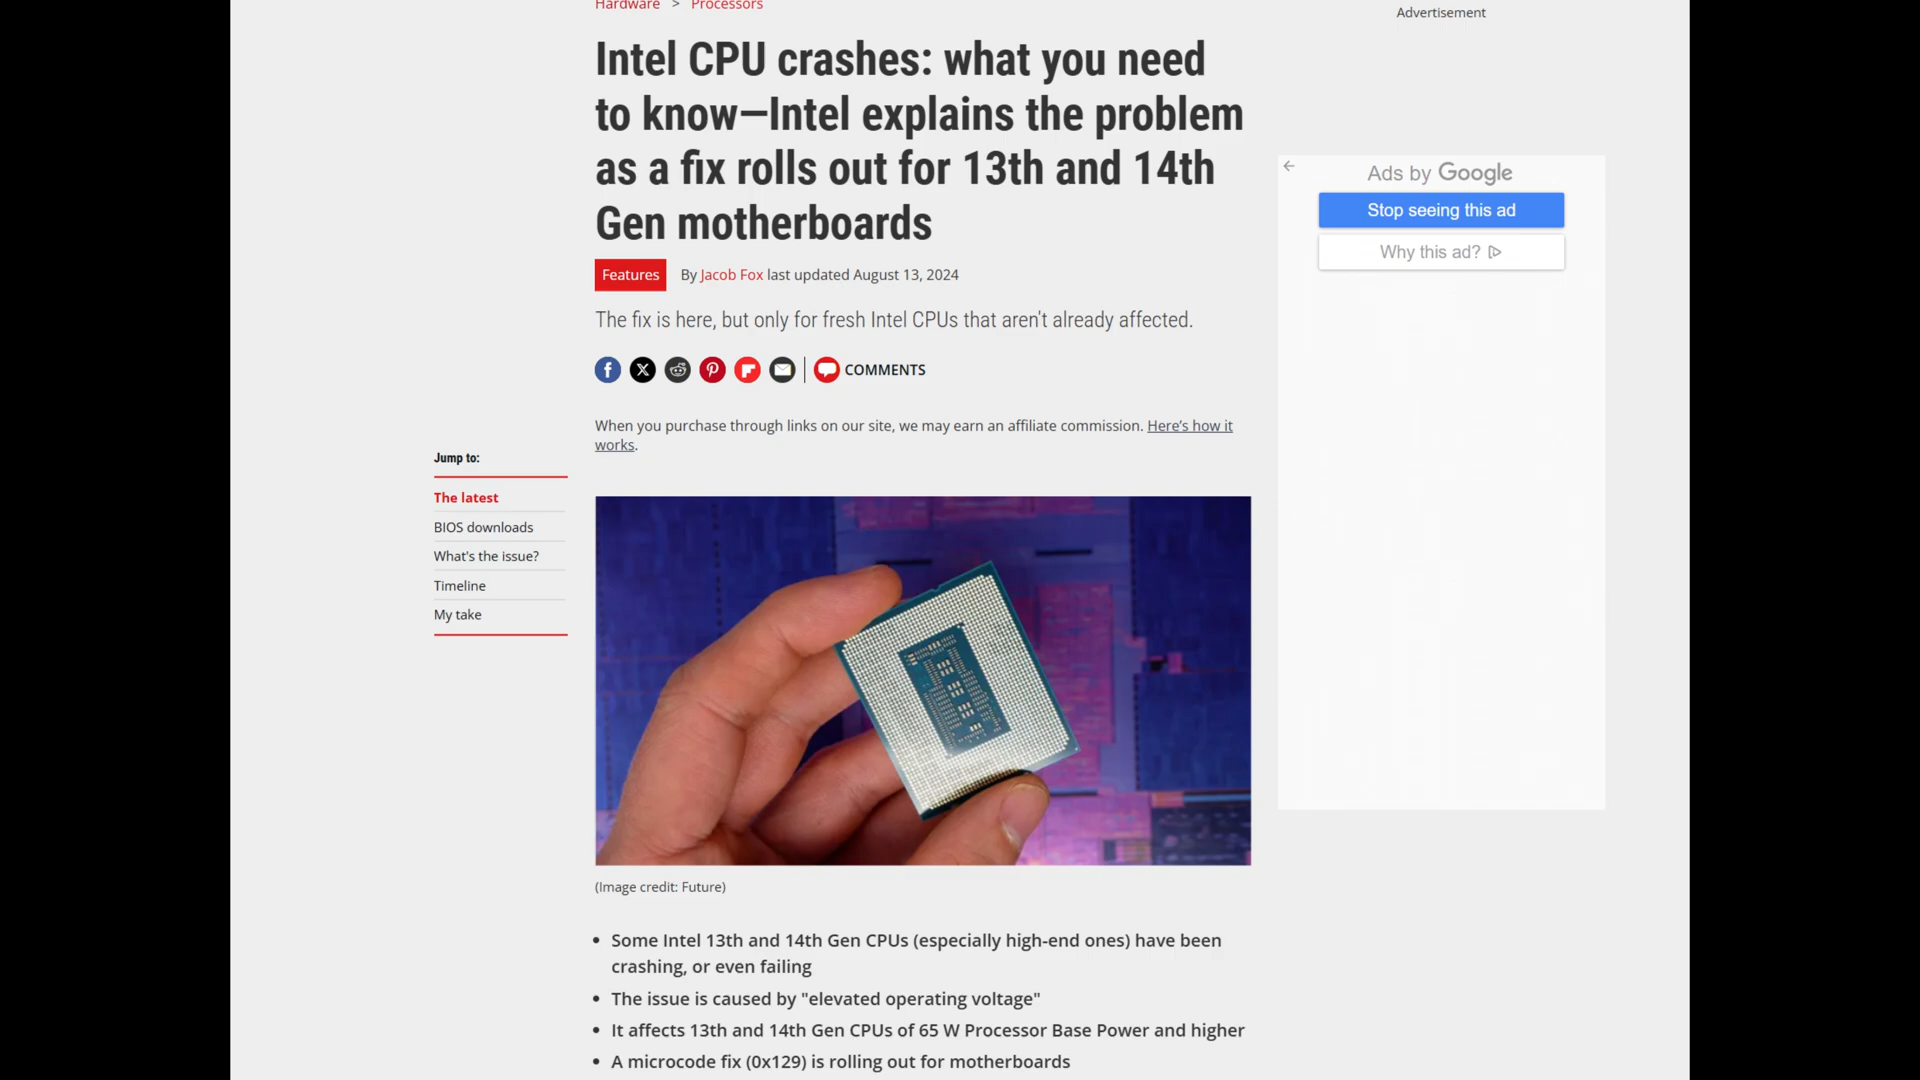 Hardware > Processors
Advertisement
Intel CPU crashes: what you need
to know—Intel explains the problem
as a fix rolls out for 13th and 14th
Gen motherboards
Features By Jacob Fox last updated August 13, 2024
The fix is here, but only for fresh Intel CPUs that aren't already affected.
COMMENTS
When you purchase through links on our site, we may earn an affiliate commission. Here's how it
works.
Jump to:
The latest
BIOS downloads
What's the issue?
Timeline
My take
Ads by Google
Stop seeing this ad
Why this ad?
(Image credit: Future)
• Some Intel 13th and 14th Gen CPUs (especially high-end ones) have been
crashing, or even failing
• The issue is caused by "elevated operating voltage"
• It affects 13th and 14th Gen CPUs of 65 W Processor Base Power and higher
• A microcode fix (0x129) is rolling out for motherboards